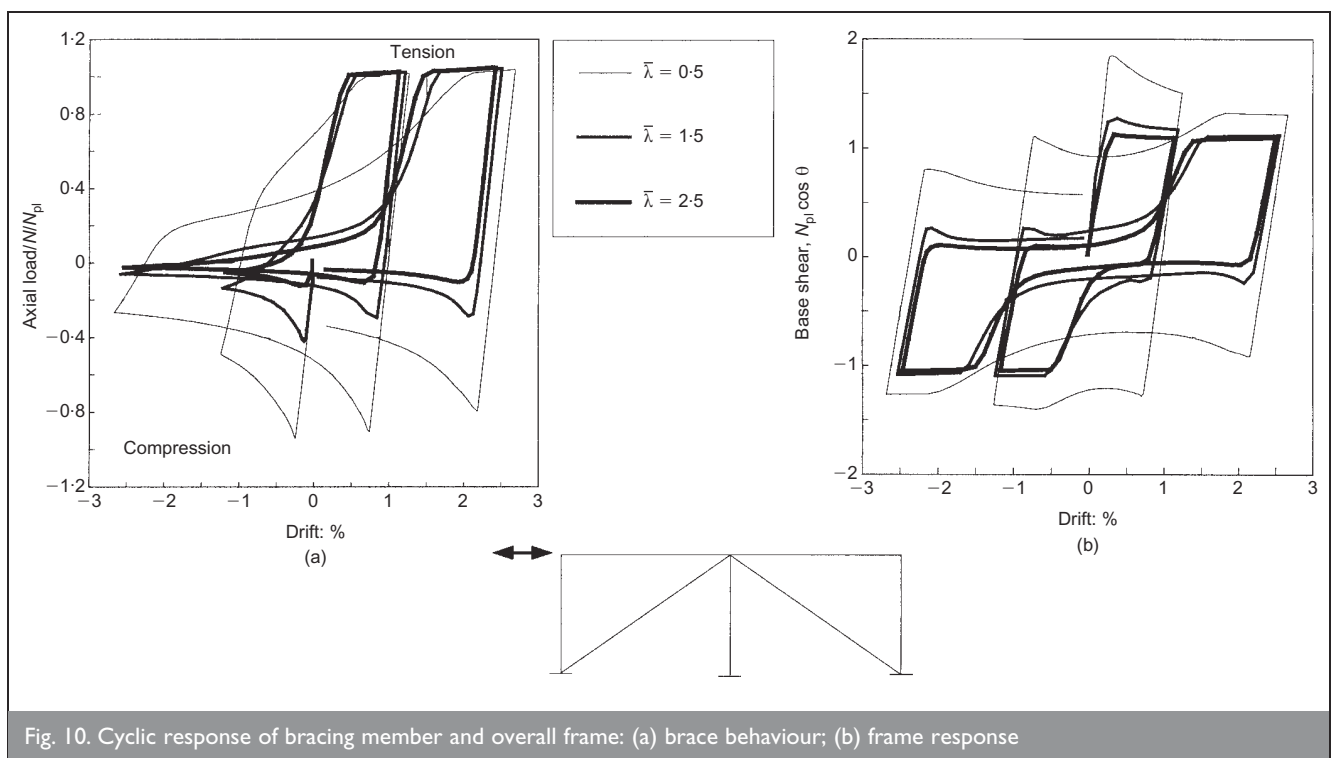 1·2
0·8
0·4
0
−0·4
−0·8
−1·2
Axial load/N/Npl
Tension
Compression
−3 −2 −1 0 1 2 3
Drift: %
(a)
λ̅ = 0·5
λ̅ = 1·5
λ̅ = 2·5
2
1
0
−1
−2
Base shear, Npl cos θ
−3 −2 −1 0 1 2 3
Drift: %
(b)
Fig. 10. Cyclic response of bracing member and overall frame: (a) brace behaviour; (b) frame response